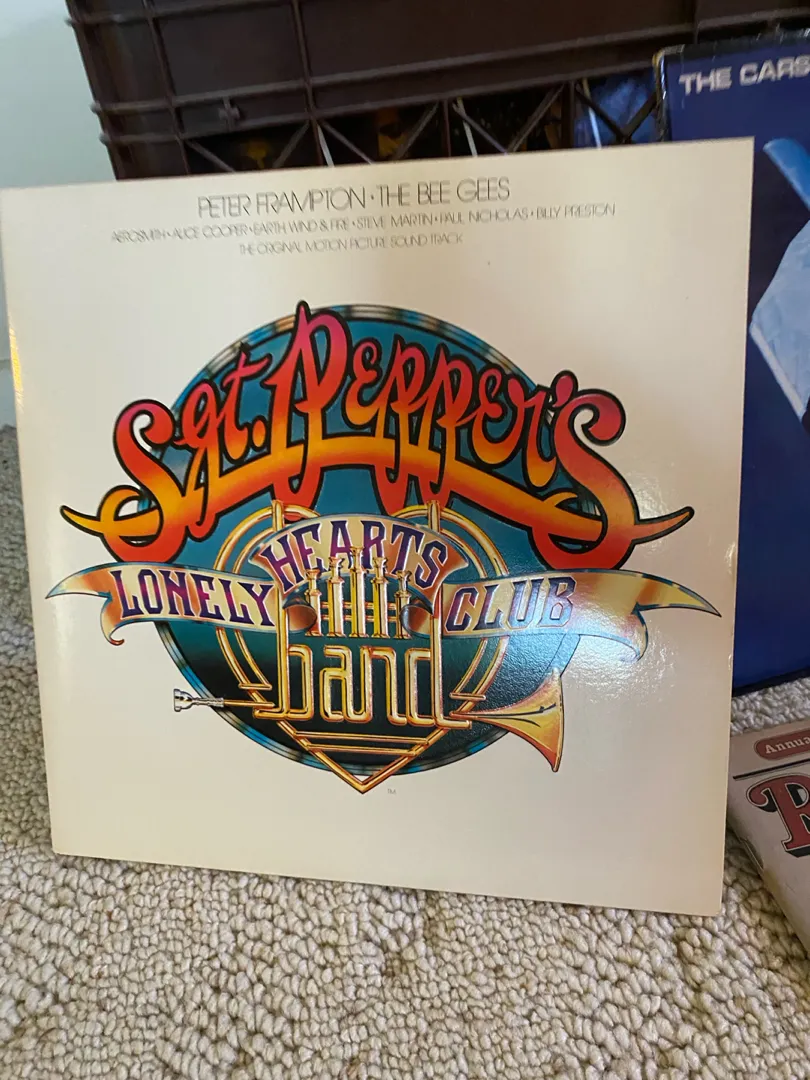 THE CARS
PETER FRAMPTON • THE BEE GEES
AEROSMITH • ALICE COOPER • EARTH, WIND & FIRE • STEVE MARTIN • PAUL NICHOLAS • BILLY PRESTON
THE ORIGINAL MOTION PICTURE SOUND TRACK
Sgt. Pepper's
LONELY HEARTS CLUB
band
TM
Annua
R